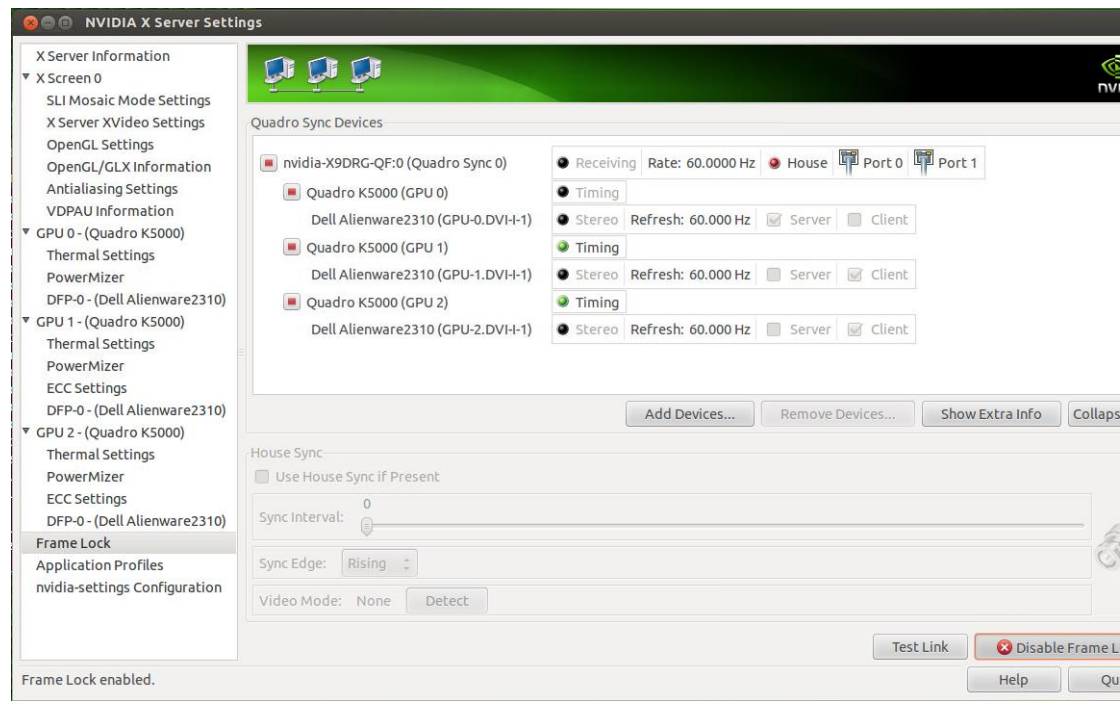 NVIDIA X Server Settings
X Server Information
X Screen 0
SLI Mosaic Mode Settings
X Server XVideo Settings
OpenGL Settings
OpenGL/GLX Information
Antialiasing Settings
VDPAU Information
GPU 0 - (Quadro K5000)
Thermal Settings
PowerMizer
DFP-0 - (Dell Alienware2310)
GPU 1 - (Quadro K5000)
Thermal Settings
PowerMizer
ECC Settings
DFP-0 - (Dell Alienware2310)
GPU 2 - (Quadro K5000)
Thermal Settings
PowerMizer
ECC Settings
DFP-0 - (Dell Alienware2310)
Frame Lock
Application Profiles
nvidia-settings Configuration
Quadro Sync Devices
nvidia-X9DRG-QF:0 (Quadro Sync 0) Receiving Rate: 60.0000 Hz House Port 0 Port 1
Quadro K5000 (GPU 0) Timing
Dell Alienware2310 (GPU-0.DVI-I-1) Stereo Refresh: 60.000 Hz Server Client
Quadro K5000 (GPU 1) Timing
Dell Alienware2310 (GPU-1.DVI-I-1) Stereo Refresh: 60.000 Hz Server Client
Quadro K5000 (GPU 2) Timing
Dell Alienware2310 (GPU-2.DVI-I-1) Stereo Refresh: 60.000 Hz Server Client
Add Devices... Remove Devices... Show Extra Info Collaps
House Sync
Use House Sync if Present
0
Sync Interval:
Sync Edge: Rising
Video Mode: None Detect
Test Link Disable Frame L
Frame Lock enabled. Help Qu